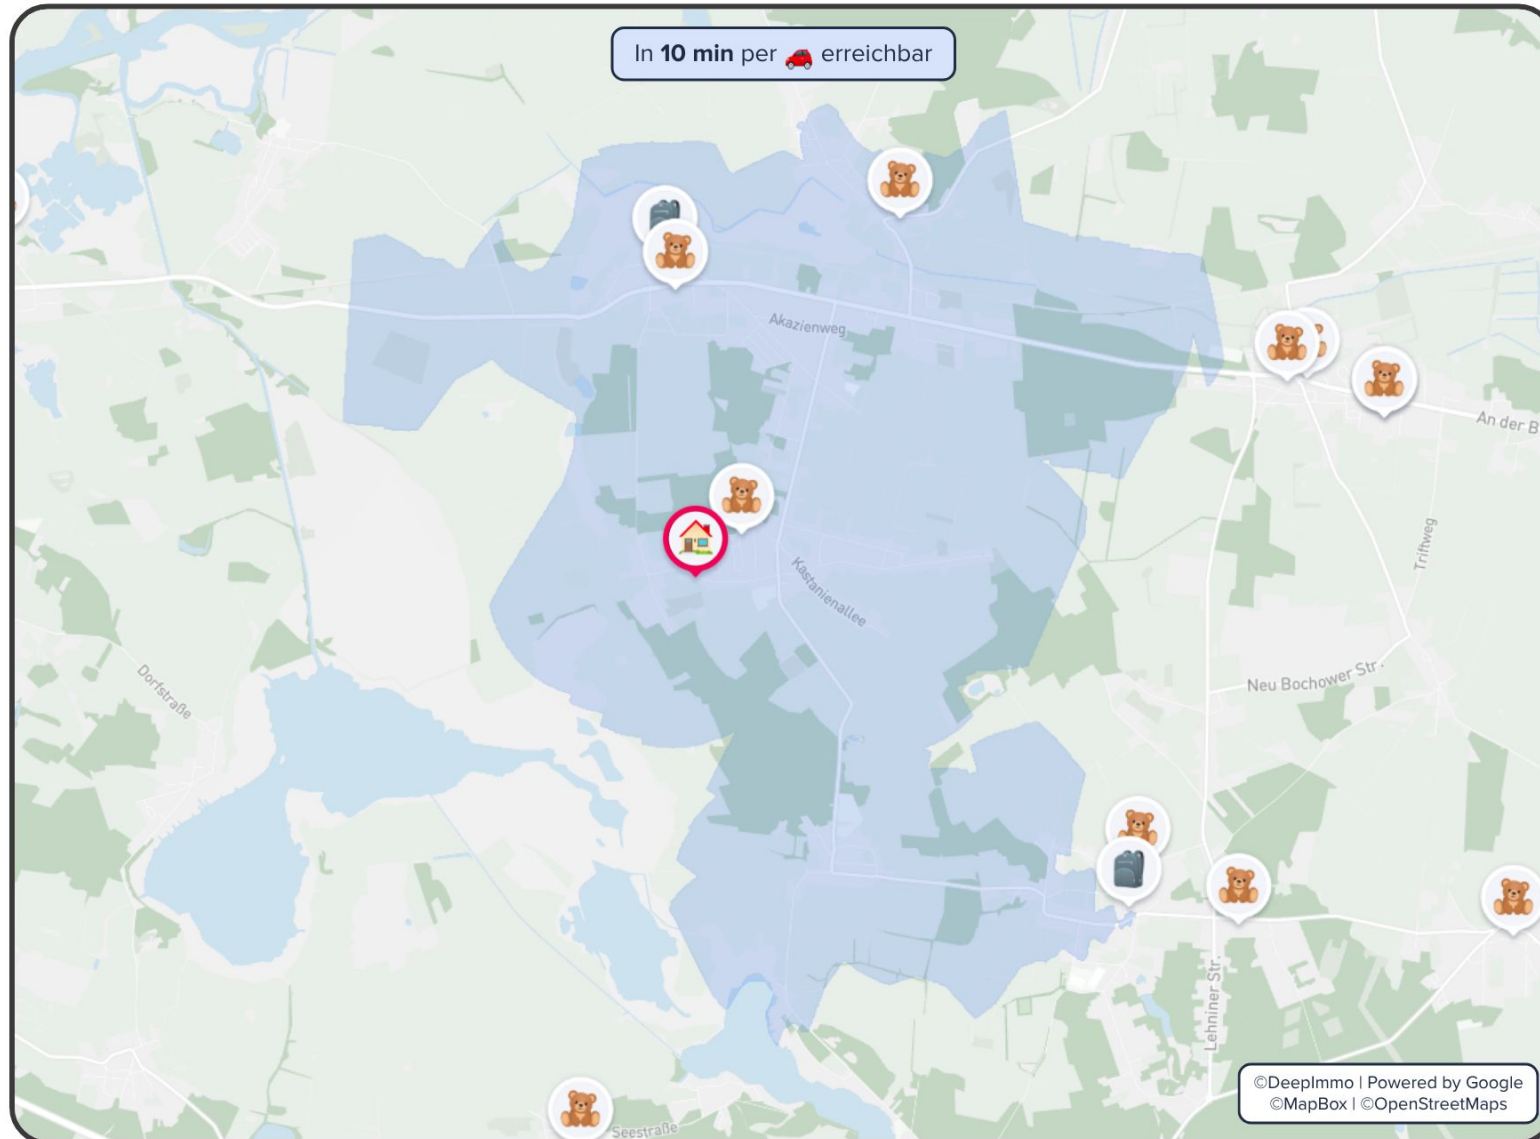 In 10 min per erreichbar
Akazienweg
An der B
Kastanienallee
Triftweg
Dorfstraße
Neu Bochower Str.
Lehniner Str.
Seestraße
©DeepImmo | Powered by Google
©MapBox | ©OpenStreetMaps